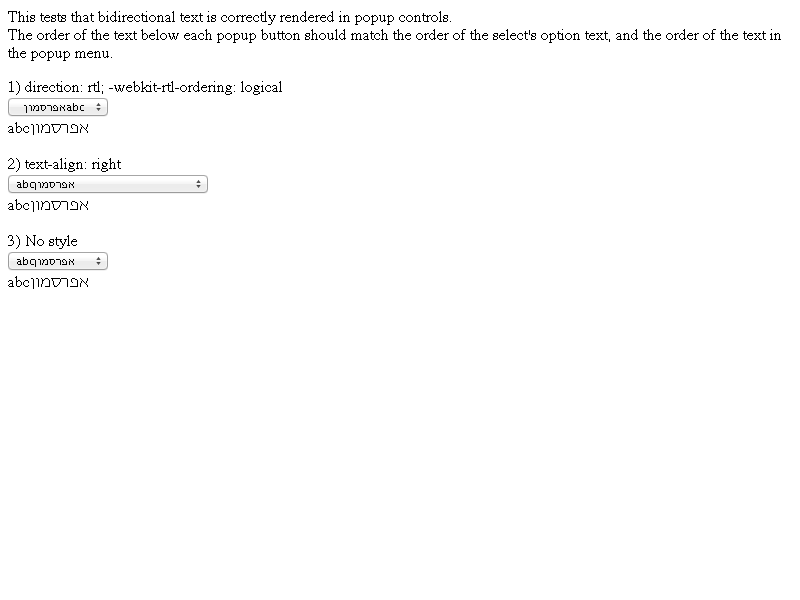 This tests that bidirectional text is correctly rendered in popup controls.
The order of the text below each popup button should match the order of the select's option text, and the order of the text in
the popup menu.
1) direction: rtl; -webkit-rtl-ordering: logical
אפרסמוןabc
abcאפרסמון
2) text-align: right
abcאפרסמון
abcאפרסמון
3) No style
abcאפרסמון
abcאפרסמון